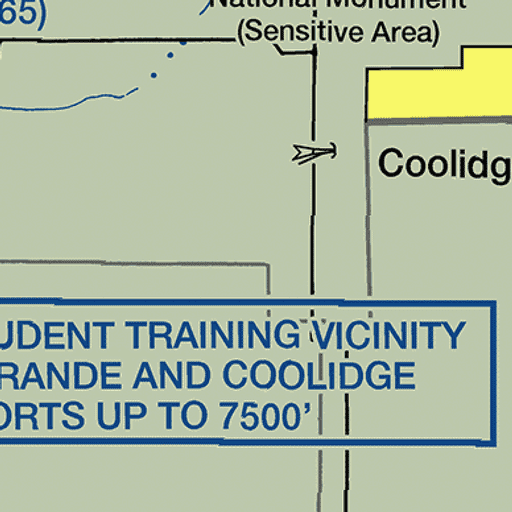 65)
National Monument
(Sensitive Area)
Coolidg
UDENT TRAINING VICINITY
RANDE AND COOLIDGE
ORTS UP TO 7500'